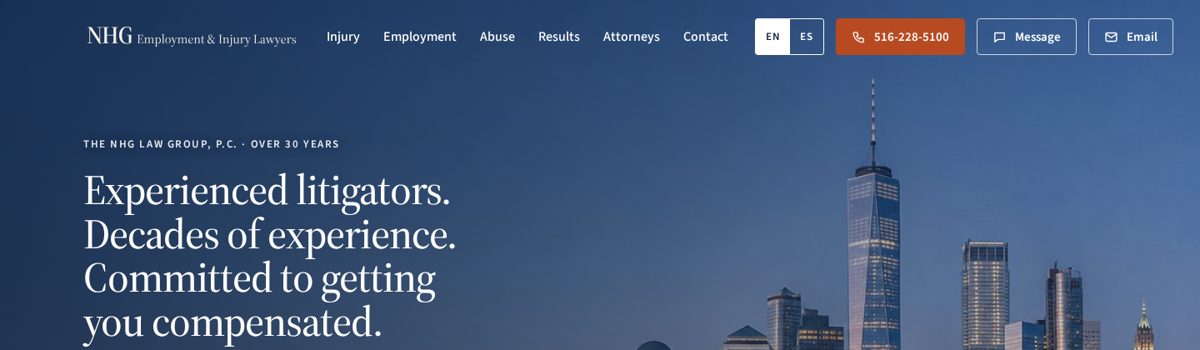 NHG Employment & Injury Lawyers
Injury
Employment
Abuse
Results
Attorneys
Contact
EN
ES
516-228-5100
Message
Email
THE NHG LAW GROUP, P.C. · OVER 30 YEARS
Experienced litigators.
Decades of experience.
Committed to getting
you compensated.